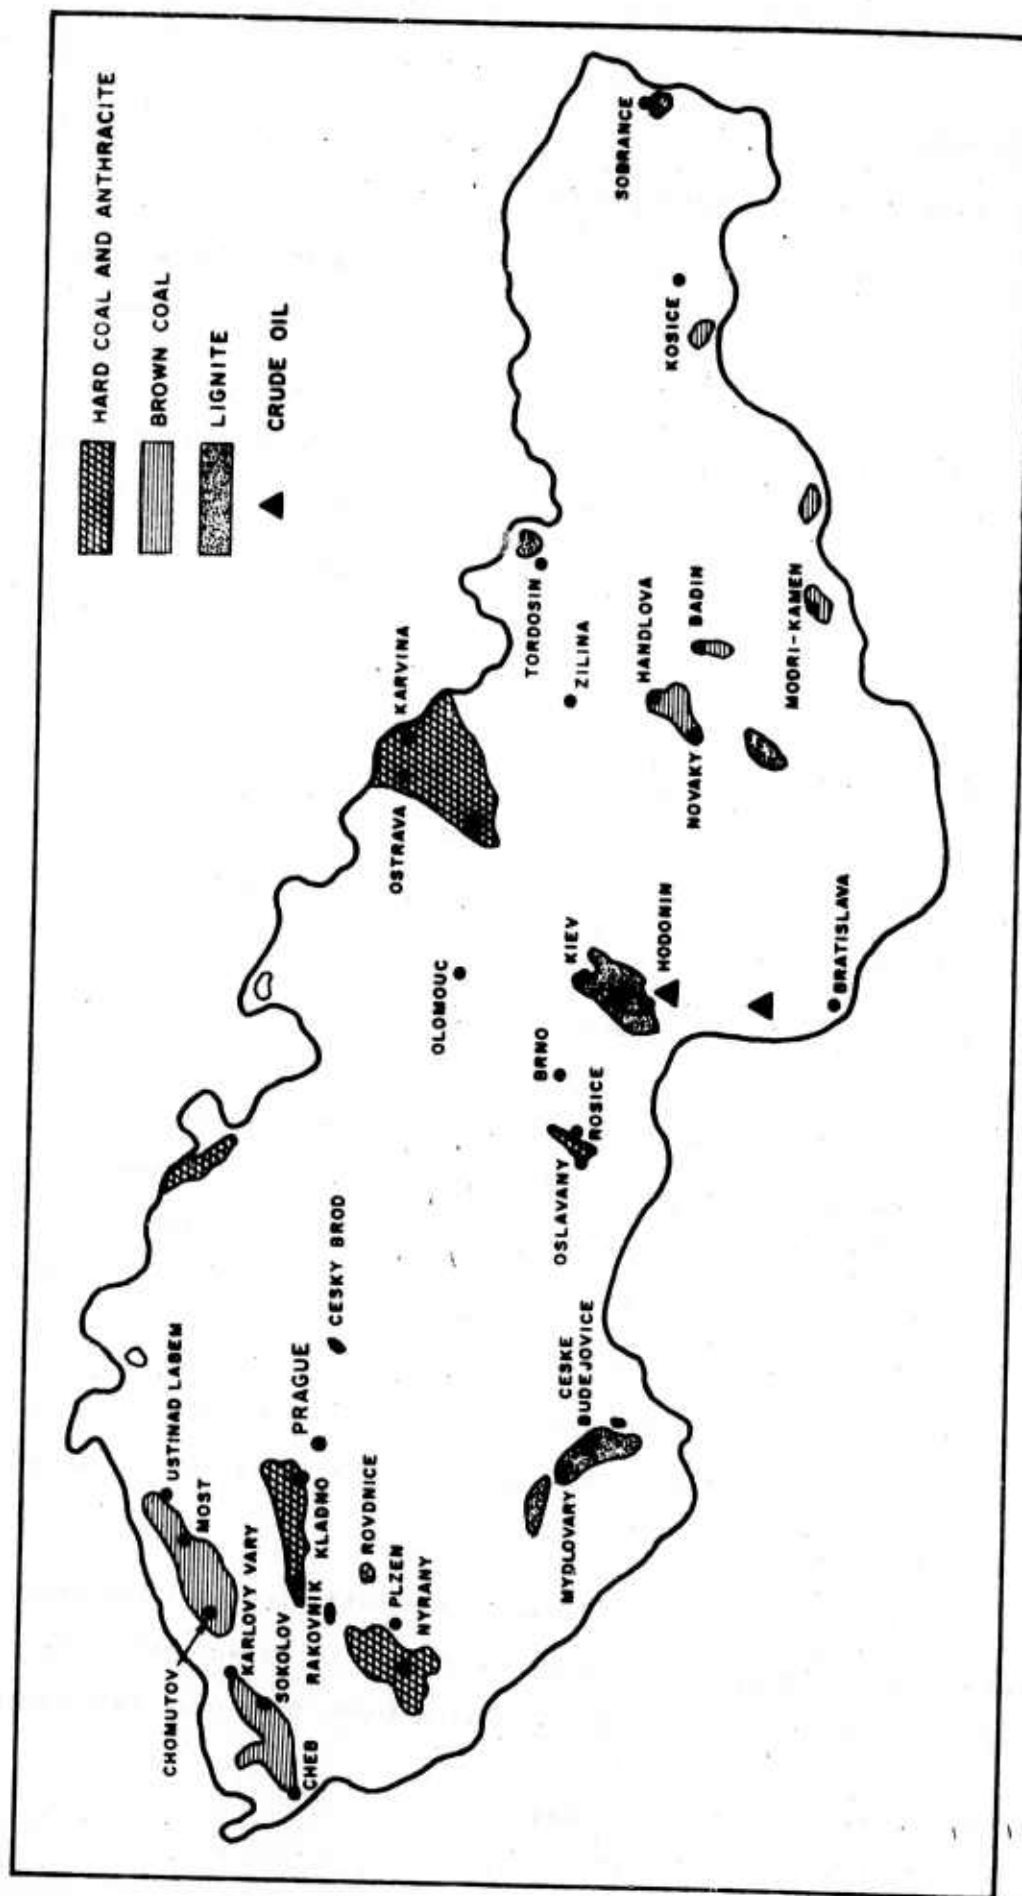 HARD COAL AND ANTHRACITE
BROWN COAL
LIGNITE
CRUDE OIL
USTINAD LABEM
MOST
CHOMUTOV
KARLOVY VARY
SOKOLOV
CHEB
PRAGUE
KLADNO
RAKOVNIK
CESKY BROD
ROVDNICE
PLZEN
NYRANY
MYDLOVARY
CESKE
BUDEJOVICE
OSLAVANY
ROSICE
BRNO
OLOMOUC
OSTRAVA
KARVINA
KIEV
HODONIN
BRATISLAVA
TORDOSIN
ZILINA
HANDLOVA
NOVAKY
BADIN
MODRI-KAMEN
KOSICE
SOBRANCE